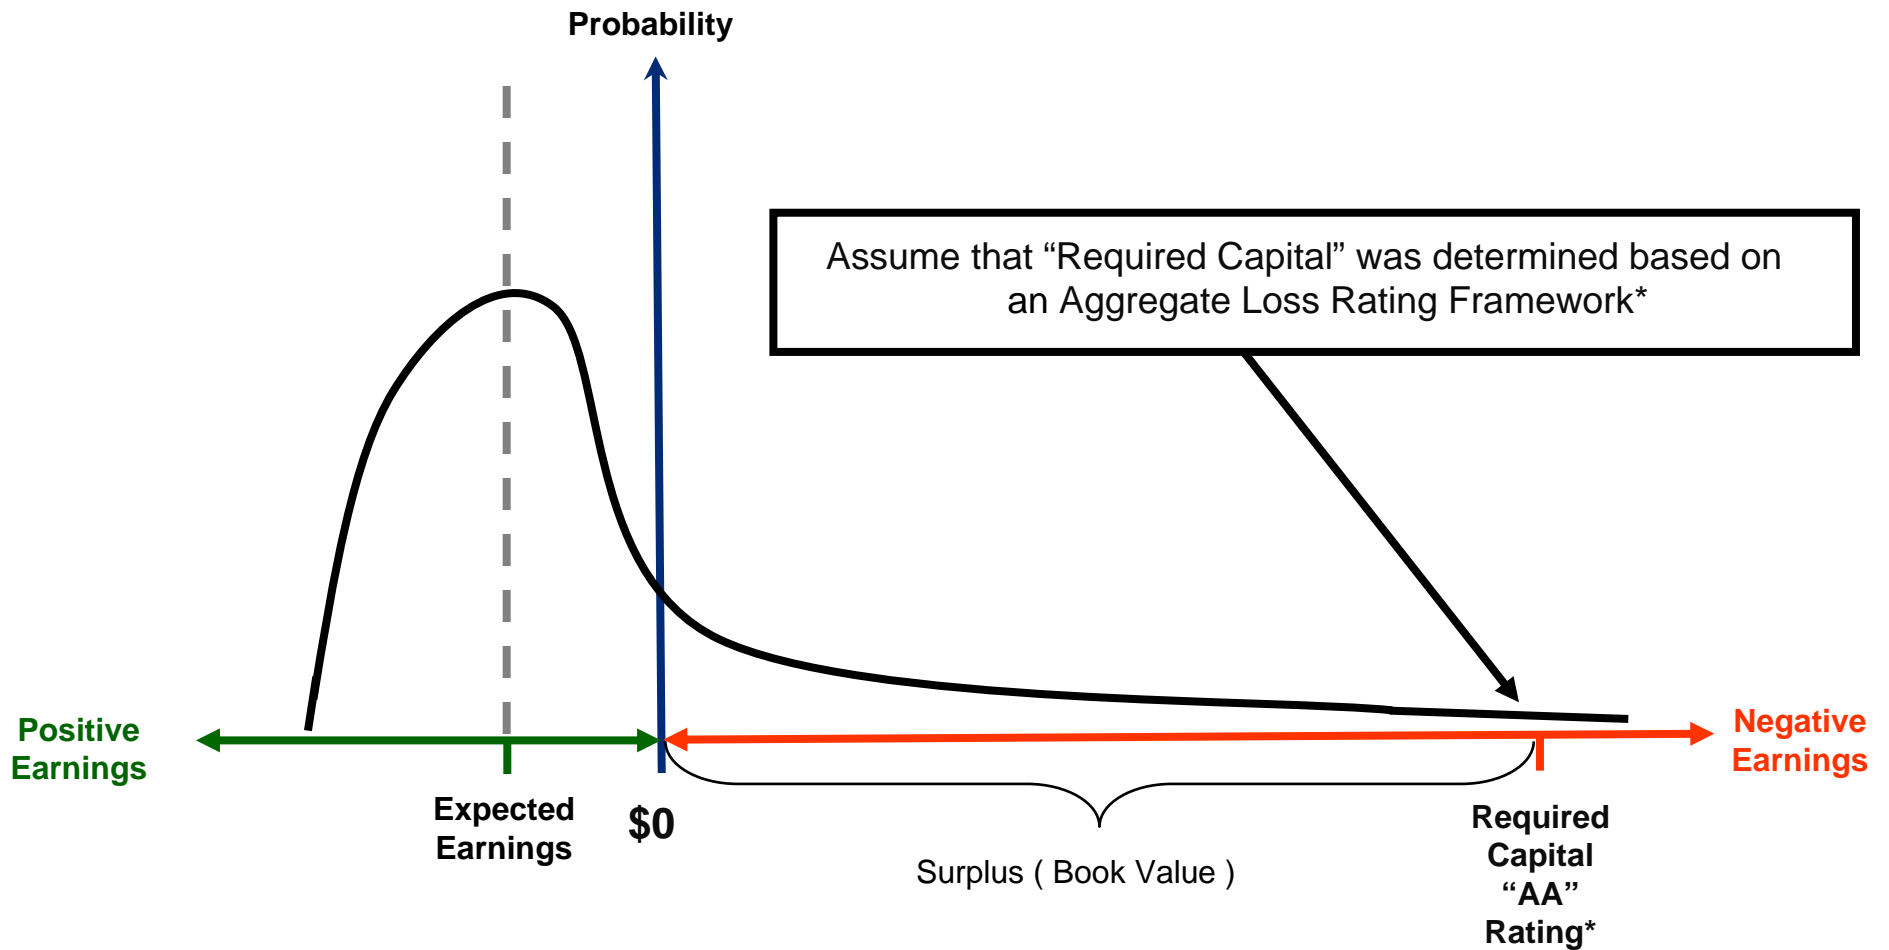 Probability
Assume that “Required Capital” was determined based on
an Aggregate Loss Rating Framework*
Positive
Earnings
Negative
Earnings
Expected
Earnings
$0
Surplus ( Book Value )
Required
Capital
“AA”
Rating*